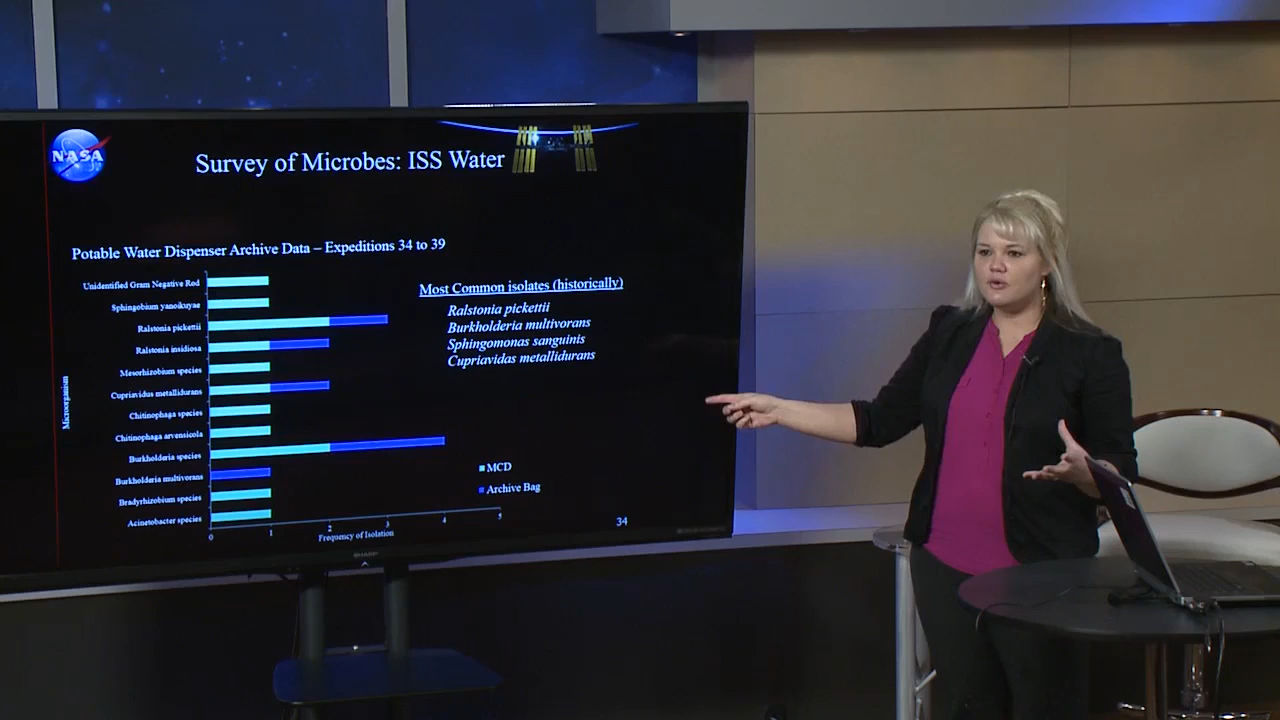 NASA
Survey of Microbes: ISS Water
Potable Water Dispenser Archive Data – Expeditions 34 to 39
Most Common isolates (historically)
Ralstonia pickettii
Burkholderia multivorans
Sphingomonas sanguinis
Cupriavidas metallidurans
Microorganism
Unidentified Gram Negative Rod
Sphingobium yanoikuyae
Ralstonia pickettii
Ralstonia insidiosa
Mesorhizobium species
Cupriavidus metallidurans
Chitinophaga species
Chitinophaga arvensicola
Burkholderia species
Burkholderia multivorans
Bradyrhizobium species
Acinetobacter species
0 1 2 3 4 5
Frequency of Isolation
MCD
Archive Bag
34
SHARP